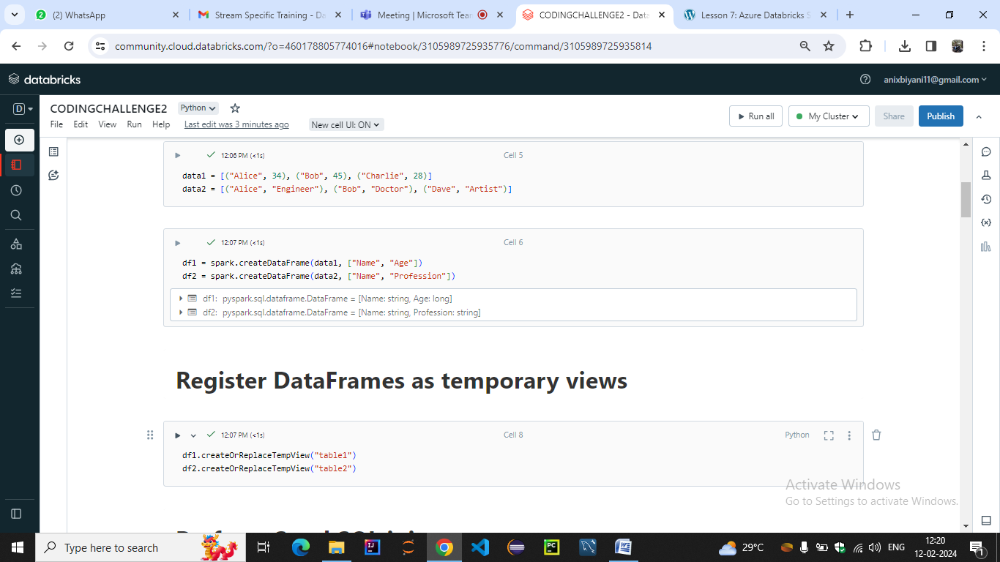 (2) WhatsApp
Stream Specific Training - Da
Meeting | Microsoft Tear
CODINGCHALLENGE2 - Data
Lesson 7: Azure Databricks S
community.cloud.databricks.com/?o=460178805774016#notebook/3105989725935776/command/3105989725935814
databricks
anixbiyani11@gmail.com
D
CODINGCHALLENGE2
Python
File Edit View Run Help
Last edit was 3 minutes ago
New cell UI: ON
Run all
My Cluster
Share
Publish
12:06 PM (<1s)
Cell 5
data1 = [("Alice", 34), ("Bob", 45), ("Charlie", 28)]
data2 = [("Alice", "Engineer"), ("Bob", "Doctor"), ("Dave", "Artist")]
12:07 PM (<1s)
Cell 6
df1 = spark.createDataFrame(data1, ["Name", "Age"])
df2 = spark.createDataFrame(data2, ["Name", "Profession"])
df1: pyspark.sql.dataframe.DataFrame = [Name: string, Age: long]
df2: pyspark.sql.dataframe.DataFrame = [Name: string, Profession: string]
Register DataFrames as temporary views
12:07 PM (<1s)
Cell 8
Python
df1.createOrReplaceTempView("table1")
df2.createOrReplaceTempView("table2")
Activate Windows
Go to Settings to activate Windows.
Type here to search
29°C
ENG
12:20
12-02-2024
1